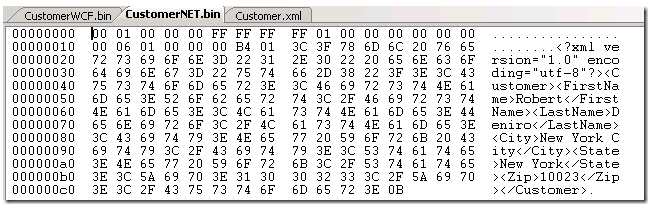 CustomerWCF.bin CustomerNET.bin Customer.xml
00000000 00 01 00 00 00 FF FF FF FF 01 00 00 00 00 00 00 ................
00000010 00 06 01 00 00 00 B4 01 3C 3F 78 6D 6C 20 76 65 ........<?xml ve
00000020 72 73 69 6F 6E 3D 22 31 2E 30 22 20 65 6E 63 6F rsion="1.0" enco
00000030 64 69 6E 67 3D 22 75 74 66 2D 38 22 3F 3E 3C 43 ding="utf-8"?><C
00000040 75 73 74 6F 6D 65 72 3E 3C 46 69 72 73 74 4E 61 ustomer><FirstNa
00000050 6D 65 3E 52 6F 62 65 72 74 3C 2F 46 69 72 73 74 me>Robert</First
00000060 4E 61 6D 65 3E 3C 4C 61 73 74 4E 61 6D 65 3E 44 Name><LastName>D
00000070 65 6E 69 72 6F 3C 2F 4C 61 73 74 4E 61 6D 65 3E eniro</LastName>
00000080 3C 43 69 74 79 3E 4E 65 77 20 59 6F 72 6B 20 43 <City>New York C
00000090 69 74 79 3C 2F 43 69 74 79 3E 3C 53 74 61 74 65 ity</City><State
000000a0 3E 4E 65 77 20 59 6F 72 6B 3C 2F 53 74 61 74 65 >New York</State
000000b0 3E 3C 5A 69 70 3E 31 30 30 32 33 3C 2F 5A 69 70 ><Zip>10023</Zip
000000c0 3E 3C 2F 43 75 73 74 6F 6D 65 72 3E 0B ></Customer>.